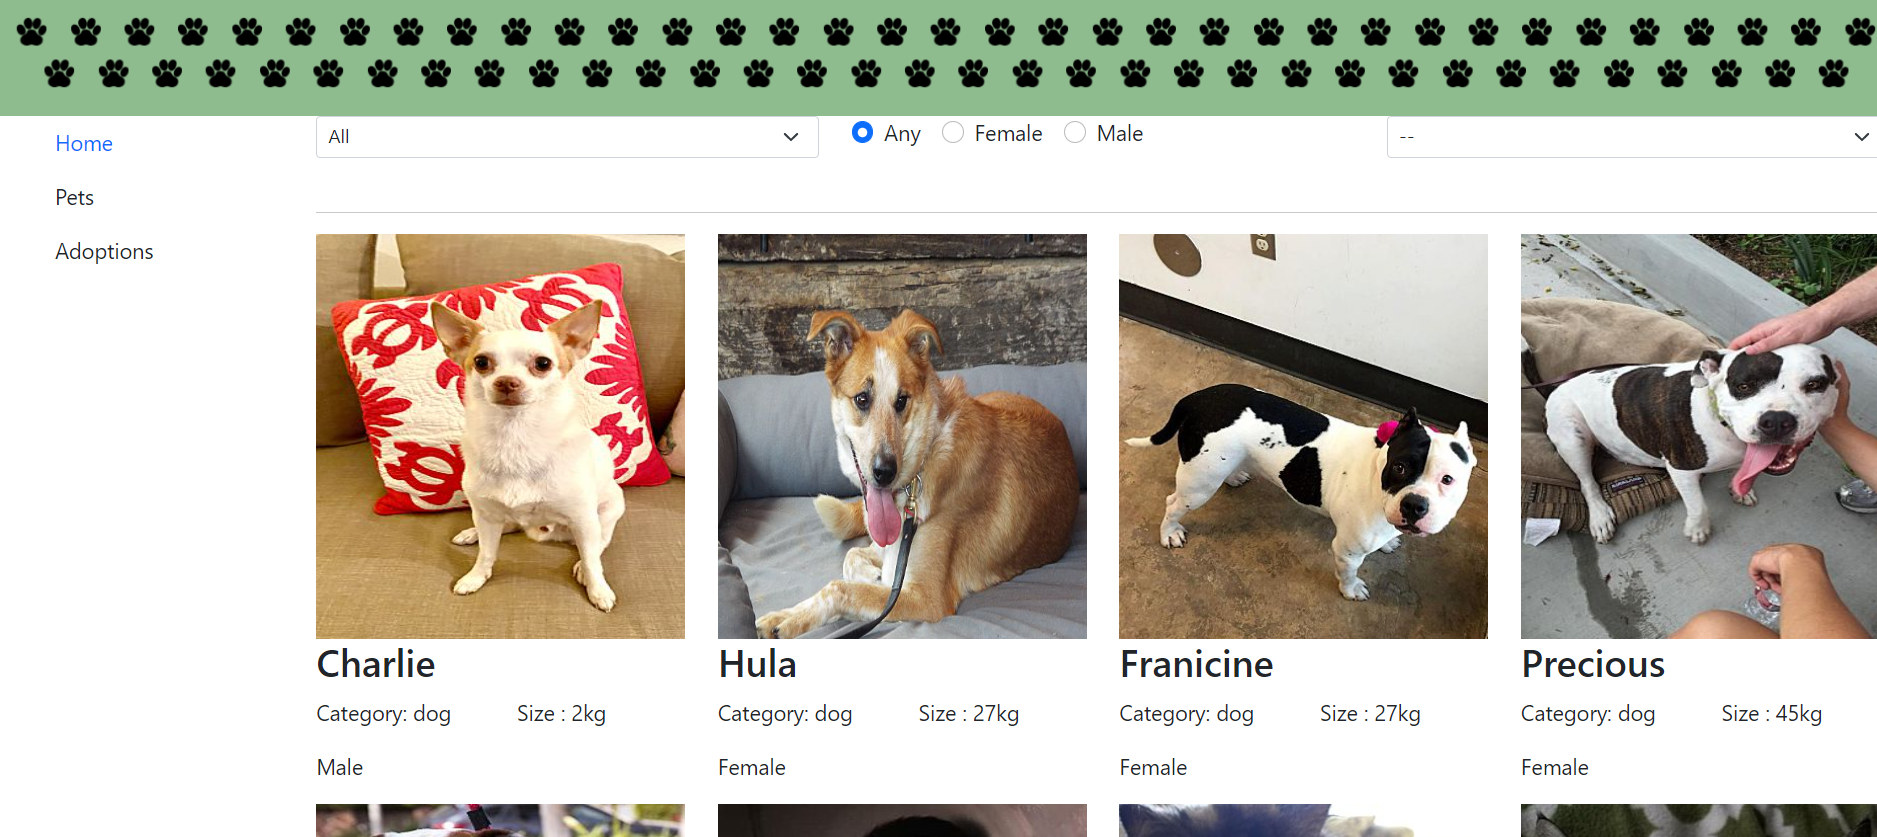 Home
Pets
Adoptions
All
Any Female Male
--
Charlie
Category: dog Size : 2kg
Male
Hula
Category: dog Size : 27kg
Female
Franicine
Category: dog Size : 27kg
Female
Precious
Category: dog Size : 45kg
Female